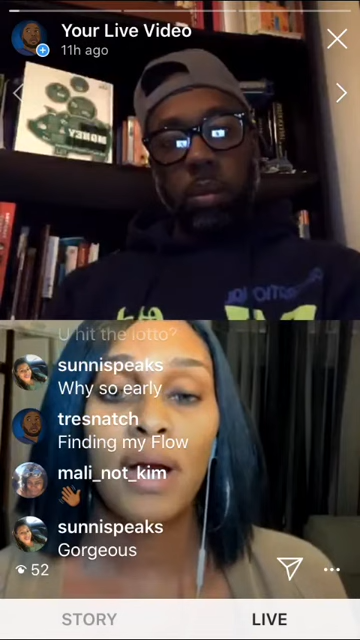 Your Live Video
11h ago
MONEY
U hit the lotto?
sunnispeaks
Why so early
tresnatch
Finding my Flow
mali_not_kim
👋🏾
sunnispeaks
Gorgeous
52
STORY
LIVE